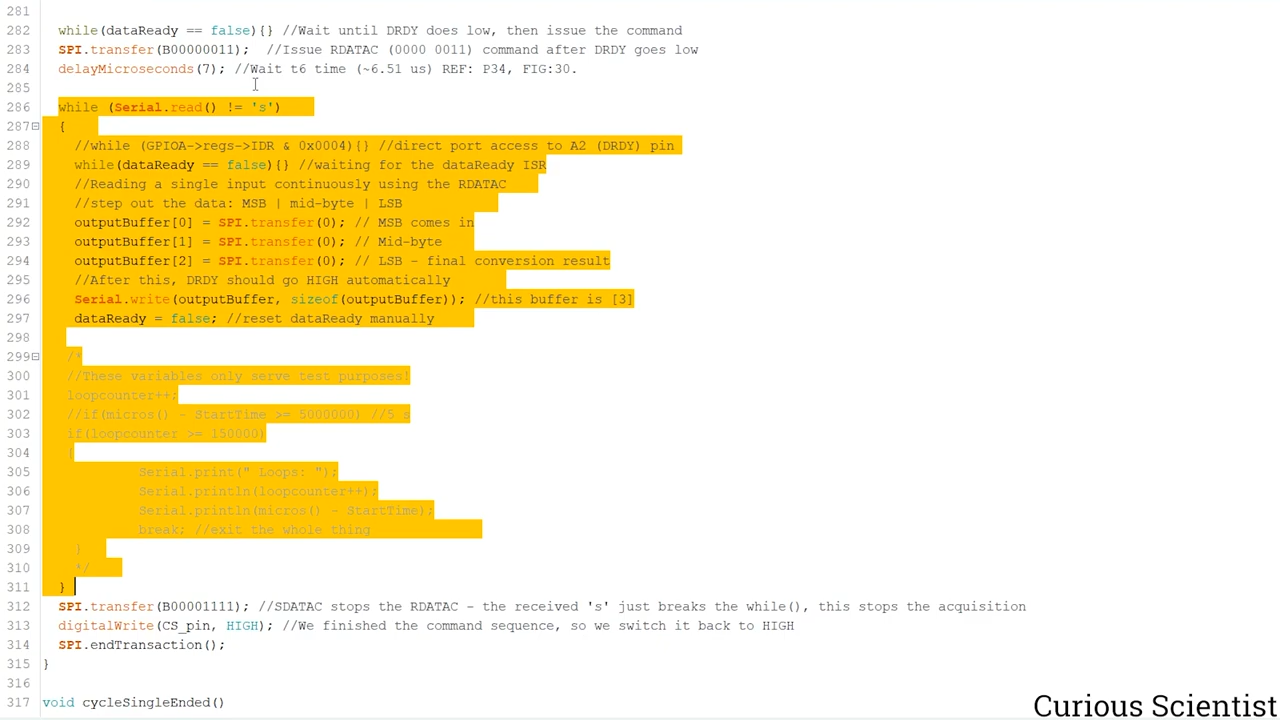 281
282 while(dataReady == false){} //Wait until DRDY does low, then issue the command
283 SPI.transfer(B00000011); //Issue RDATAC (0000 0011) command after DRDY goes low
284 delayMicroseconds(7); //Wait t6 time (~6.51 us) REF: P34, FIG:30.
285
286 while (Serial.read() != 's')
287 {
288 //while (GPIOA->regs->IDR & 0x0004){} //direct port access to A2 (DRDY) pin
289 while(dataReady == false){} //waiting for the dataReady ISR
290 //Reading a single input continuously using the RDATAC
291 //step out the data: MSB | mid-byte | LSB
292 outputBuffer[0] = SPI.transfer(0); // MSB comes in
293 outputBuffer[1] = SPI.transfer(0); // Mid-byte
294 outputBuffer[2] = SPI.transfer(0); // LSB - final conversion result
295 //After this, DRDY should go HIGH automatically
296 Serial.write(outputBuffer, sizeof(outputBuffer)); //this buffer is [3]
297 dataReady = false; //reset dataReady manually
298
299 /*
300 //These variables only serve test purposes!
301 loopcounter++;
302 //if(micros() - StartTime >= 5000000) //5 s
303 if(loopcounter >= 150000)
304 {
305 Serial.print(" Loops: ");
306 Serial.println(loopcounter++);
307 Serial.println(micros() - StartTime);
308 break; //exit the whole thing
309 }
310 */
311 }
312 SPI.transfer(B00001111); //SDATAC stops the RDATAC - the received 's' just breaks the while(), this stops the acquisition
313 digitalWrite(CS_pin, HIGH); //We finished the command sequence, so we switch it back to HIGH
314 SPI.endTransaction();
315 }
316
317 void cycleSingleEnded()
Curious Scientist